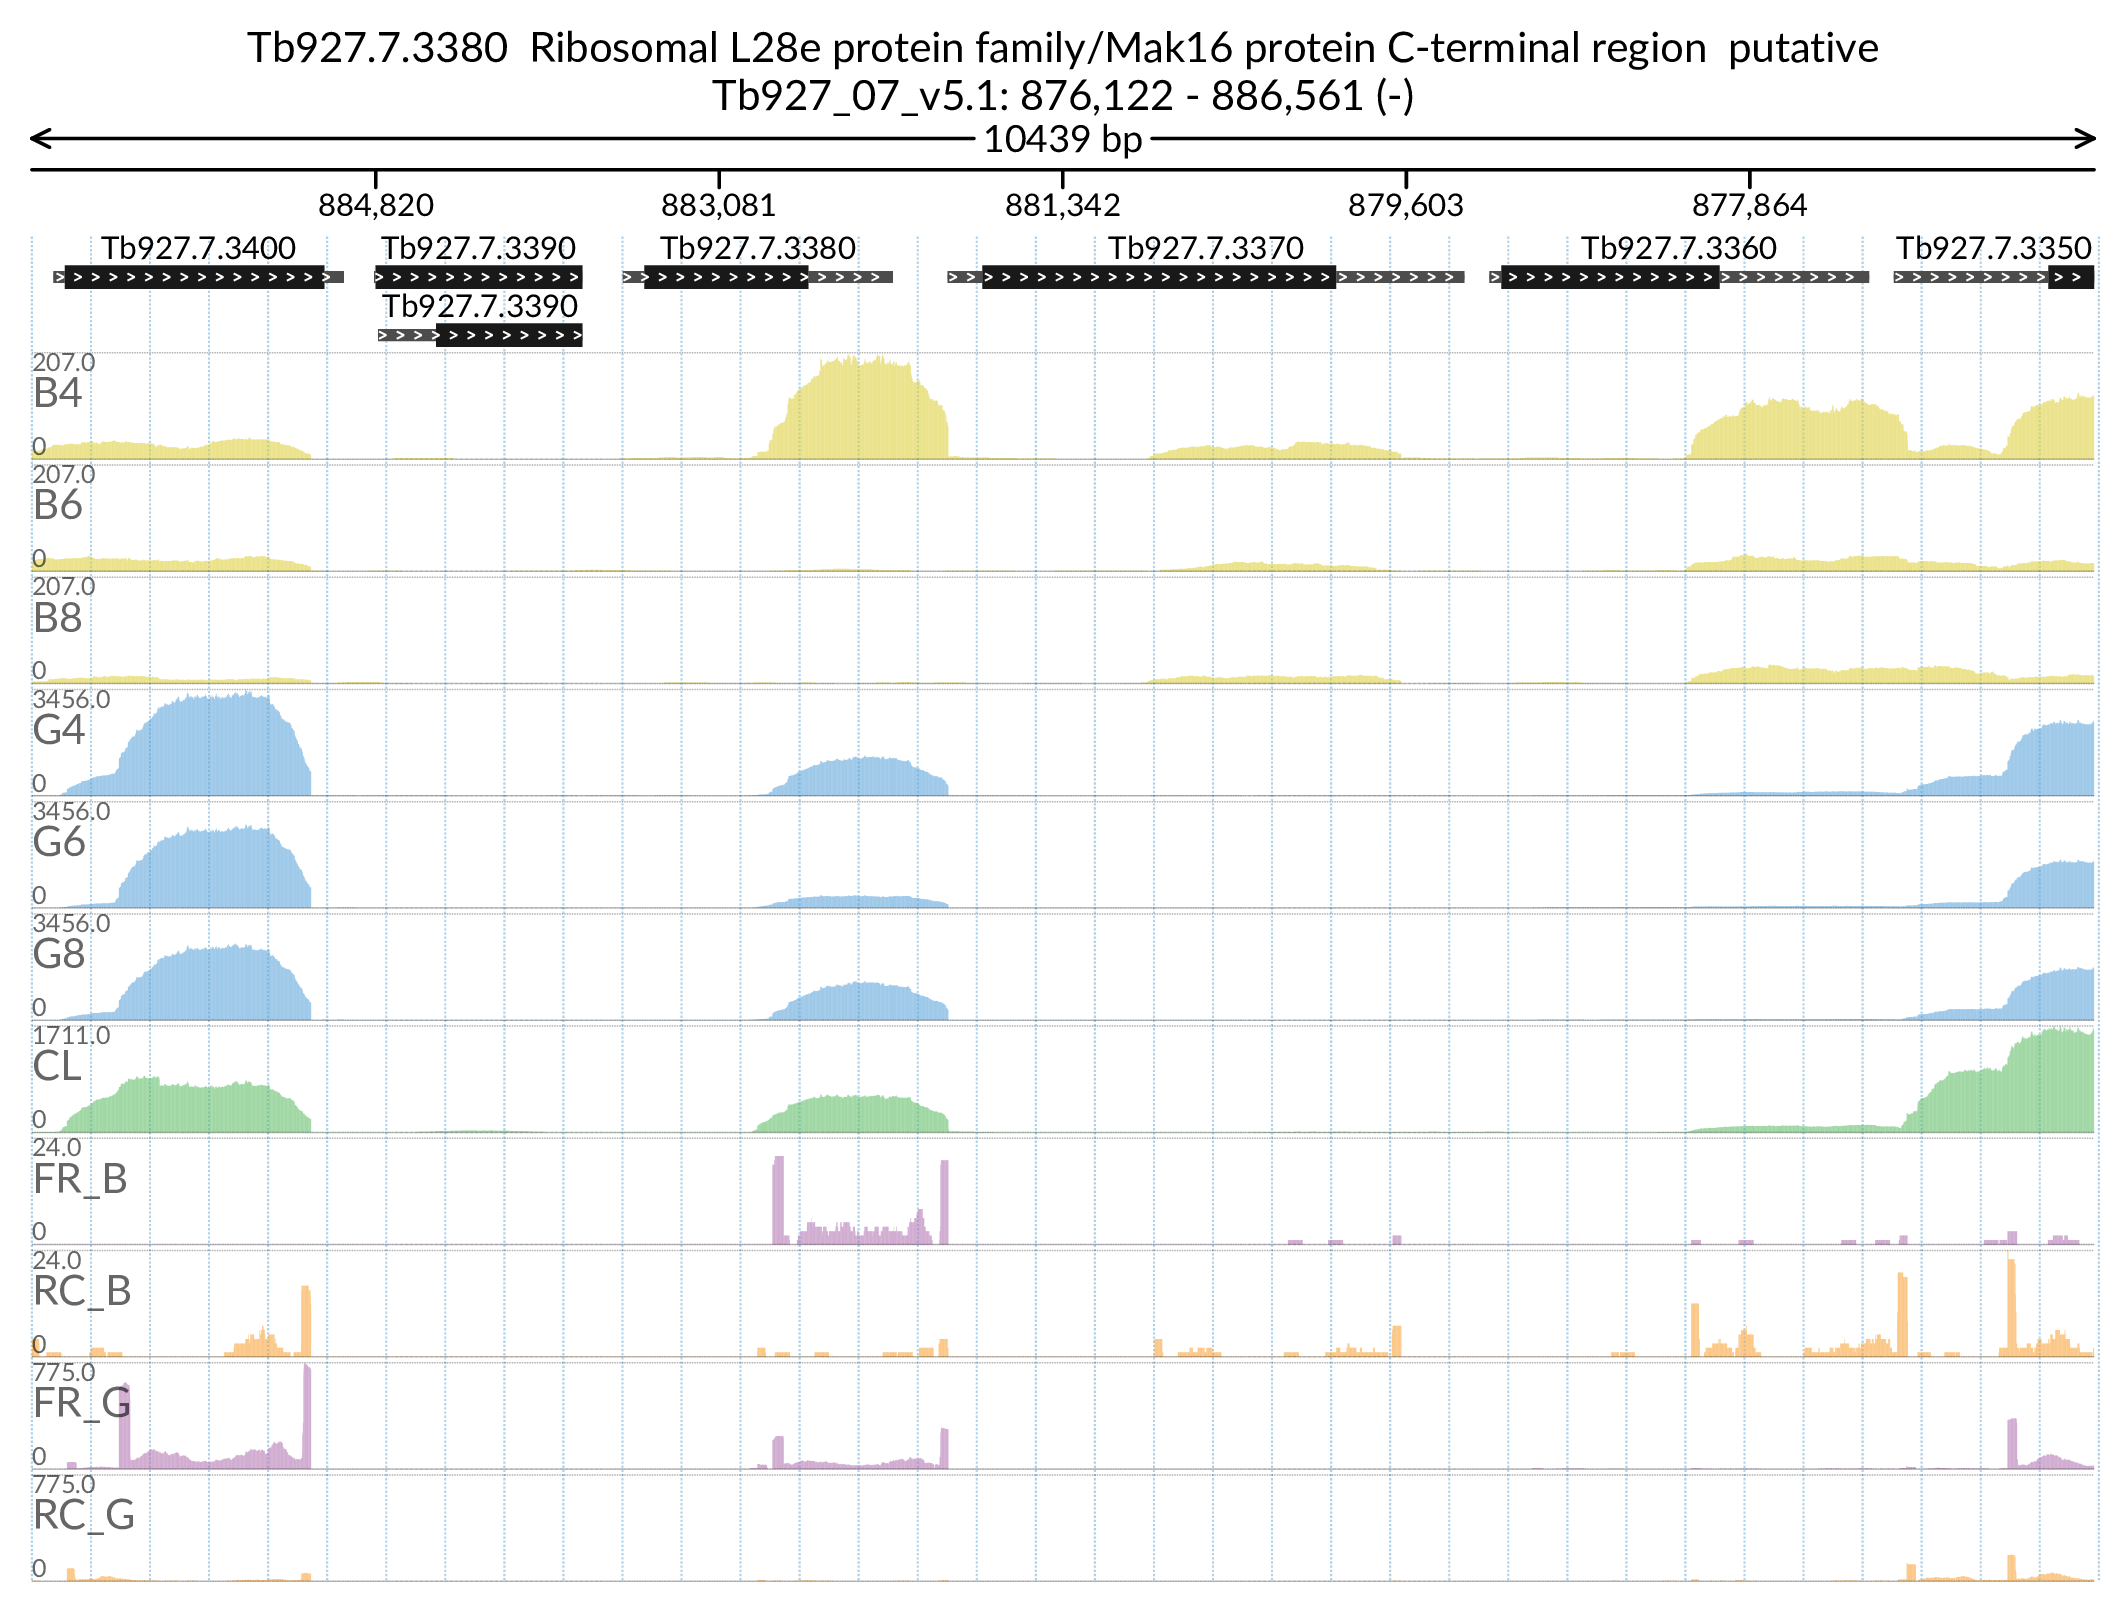 Tb927.7.3380  Ribosomal L28e protein family/Mak16 protein C-terminal region  putative
Tb927_07_v5.1: 876,122 - 886,561 (-)
10439 bp
884,820 883,081 881,342 879,603 877,864
Tb927.7.3400 Tb927.7.3390 Tb927.7.3380 Tb927.7.3370 Tb927.7.3360 Tb927.7.3350
Tb927.7.3390
207.0
B4
0
207.0
B6
0
207.0
B8
0
3456.0
G4
0
3456.0
G6
0
3456.0
G8
0
1711.0
CL
0
24.0
FR_B
0
24.0
RC_B
0
775.0
FR_G
0
775.0
RC_G
0